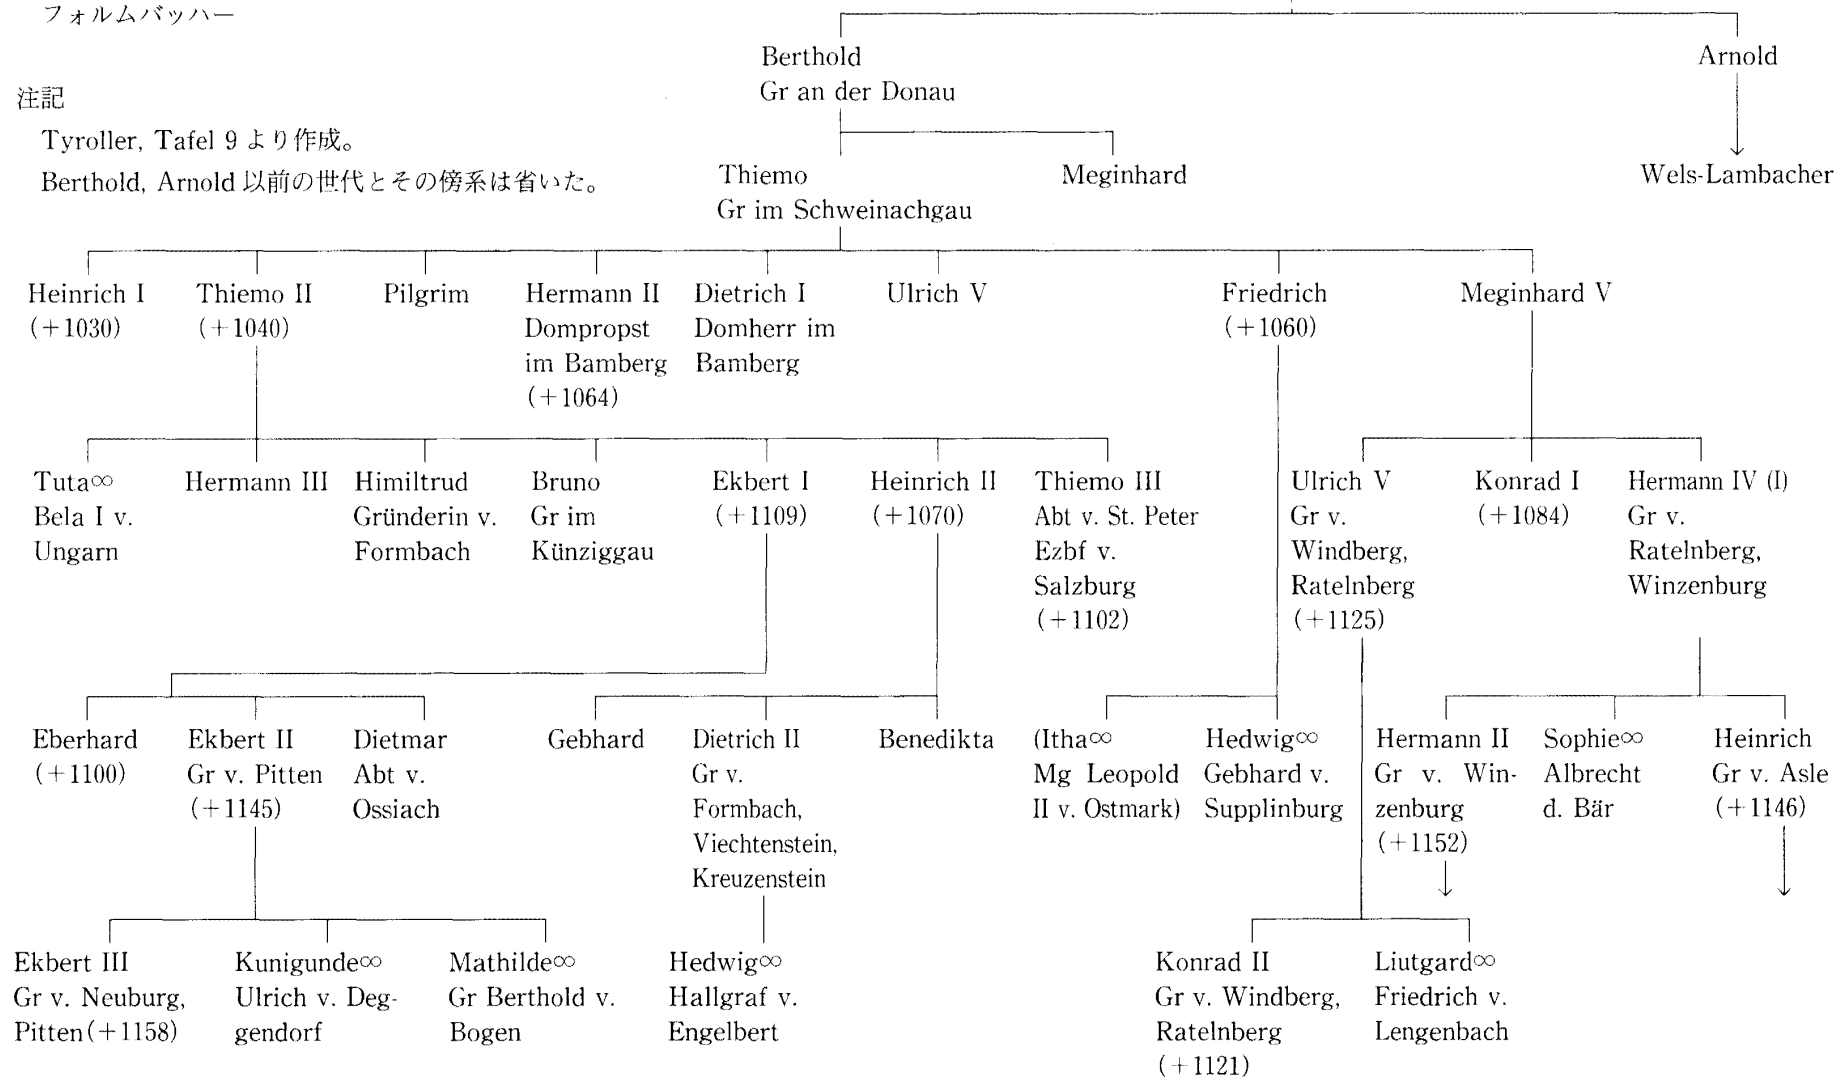 フォルムバッハー
Berthold
Gr an der Donau
Arnold
注記
Tyroller, Tafel 9 より作成。
Berthold, Arnold 以前の世代とその傍系は省いた。
Thiemo
Gr im Schweinachgau
Meginhard
Wels-Lambacher
Heinrich I
(+1030)
Thiemo II
(+1040)
Pilgrim
Hermann II
Dompropst
im Bamberg
(+1064)
Dietrich I
Domherr im
Bamberg
Ulrich V
Friedrich
(+1060)
Meginhard V
Tuta∞
Bela I v.
Ungarn
Hermann III
Himiltrud
Gründerin v.
Formbach
Bruno
Gr im
Künziggau
Ekbert I
(+1109)
Heinrich II
(+1070)
Thiemo III
Abt v. St. Peter
Ezbf v.
Salzburg
(+1102)
Ulrich V
Gr v.
Windberg,
Ratelnberg
(+1125)
Konrad I
(+1084)
Hermann IV (I)
Gr v.
Ratelnberg,
Winzenburg
Eberhard
(+1100)
Ekbert II
Gr v. Pitten
(+1145)
Dietmar
Abt v.
Ossiach
Gebhard
Dietrich II
Gr v.
Formbach,
Viechtenstein,
Kreuzenstein
Benedikta
(Itha∞
Mg Leopold
II v. Ostmark)
Hedwig∞
Gebhard v.
Supplinburg
Hermann II
Gr v. Win-
zenburg
(+1152)
Sophie∞
Albrecht
d. Bär
Heinrich
Gr v. Asle
(+1146)
Ekbert III
Gr v. Neuburg,
Pitten(+1158)
Kunigunde∞
Ulrich v. Deg-
gendorf
Mathilde∞
Gr Berthold v.
Bogen
Hedwig∞
Hallgraf v.
Engelbert
Konrad II
Gr v. Windberg,
Ratelnberg
(+1121)
Liutgard∞
Friedrich v.
Lengenbach